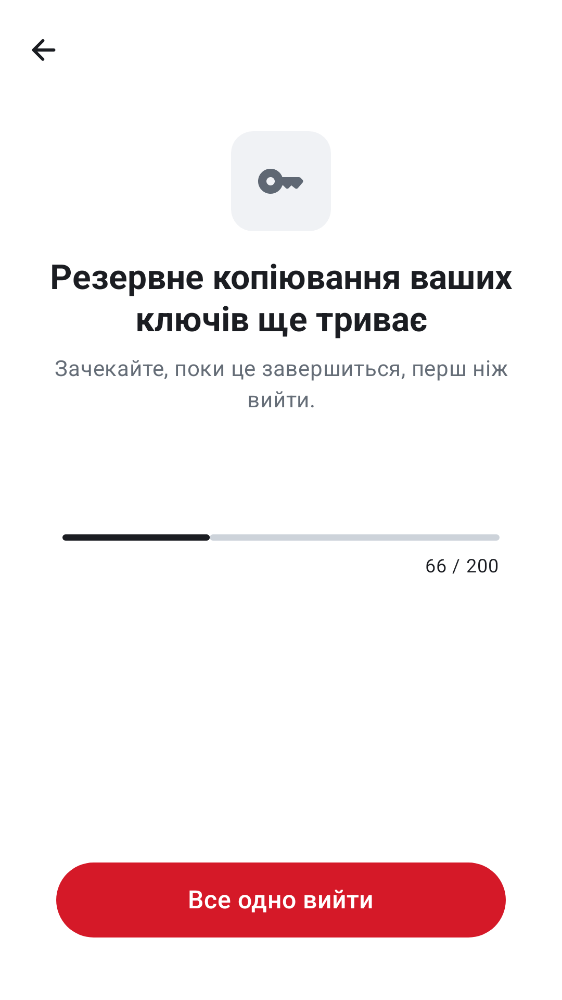 Резервне копіювання ваших
ключів ще триває
Зачекайте, поки це завершиться, перш ніж
вийти.
66 / 200
Все одно вийти